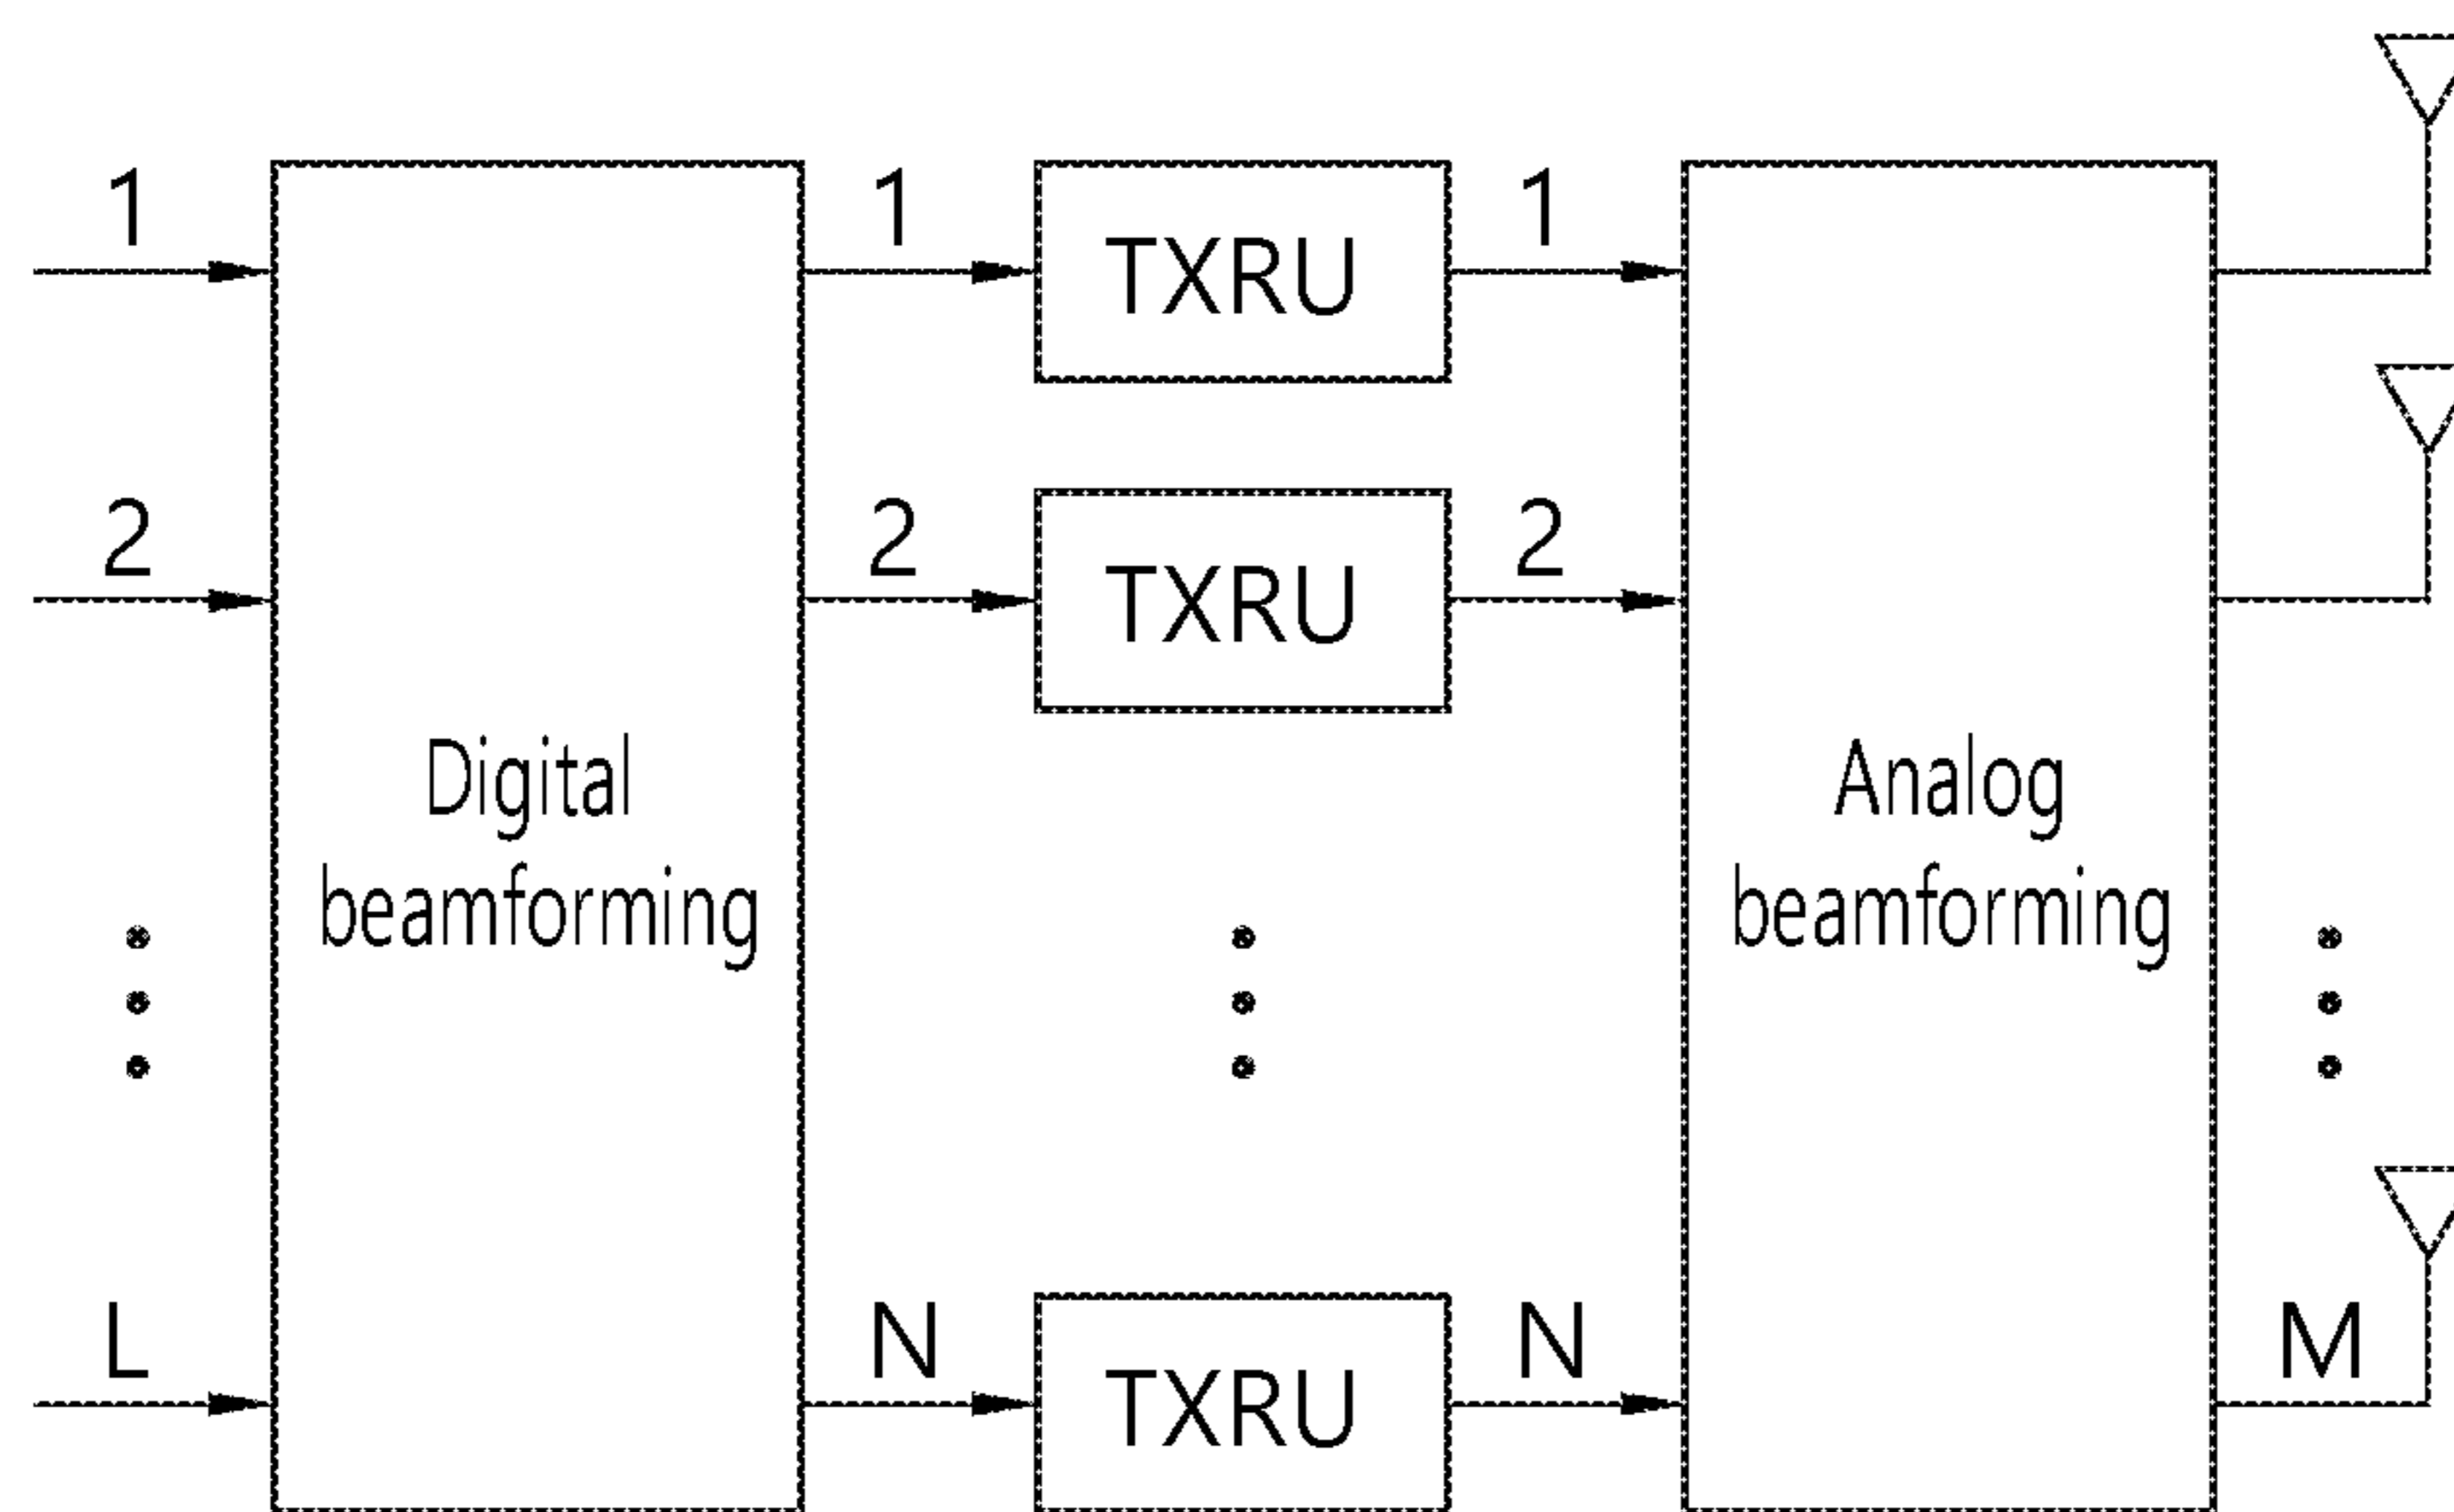 1 1 TXRU 1
2 2 TXRU 2
Digital
beamforming
Analog
beamforming
L N TXRU N M